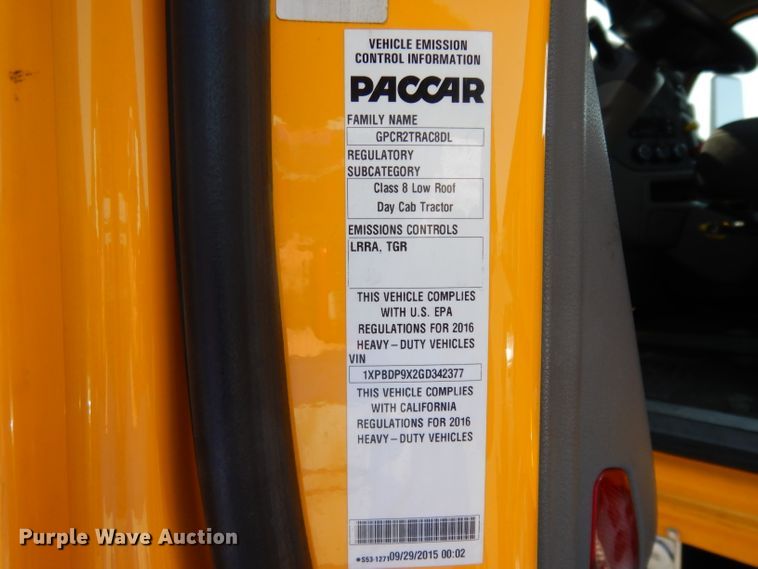 VEHICLE EMISSION
CONTROL INFORMATION
PACCAR
FAMILY NAME
GPCR2TRAC8DL
REGULATORY
SUBCATEGORY
Class 8 Low Roof
Day Cab Tractor
EMISSIONS CONTROLS
LRRA, TGR
THIS VEHICLE COMPLIES
WITH U.S. EPA
REGULATIONS FOR 2016
HEAVY-DUTY VEHICLES
VIN
1XPBDP9X2GD342377
THIS VEHICLE COMPLIES
WITH CALIFORNIA
REGULATIONS FOR 2016
HEAVY-DUTY VEHICLES
*S53-1271 09/29/2015 00:02
Purple Wave Auction